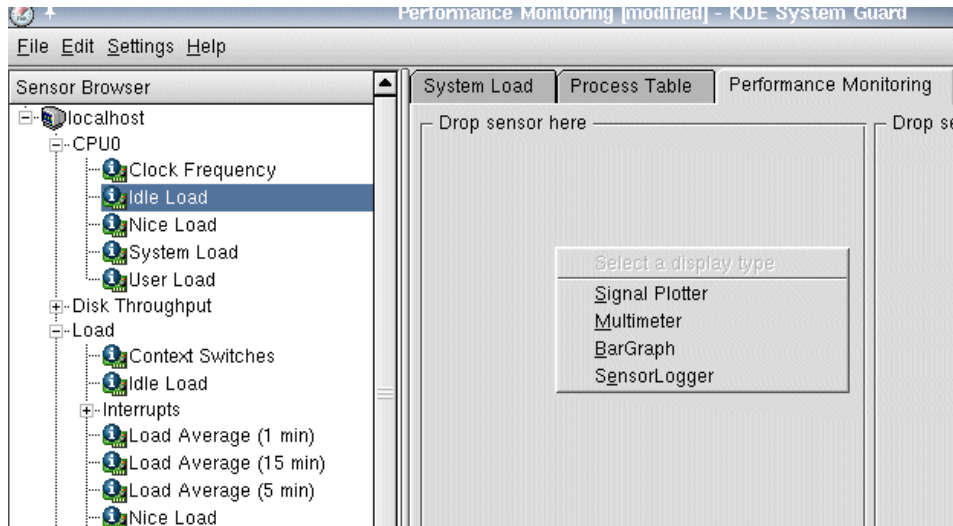 Performance Monitoring [modified] - KDE System Guard
File Edit Settings Help
Sensor Browser
localhost
CPU0
Clock Frequency
Idle Load
Nice Load
System Load
User Load
Disk Throughput
Load
Context Switches
Idle Load
Interrupts
Load Average (1 min)
Load Average (15 min)
Load Average (5 min)
Nice Load
System Load
Process Table
Performance Monitoring
Drop sensor here
Drop se
Select a display type
Signal Plotter
Multimeter
BarGraph
SensorLogger